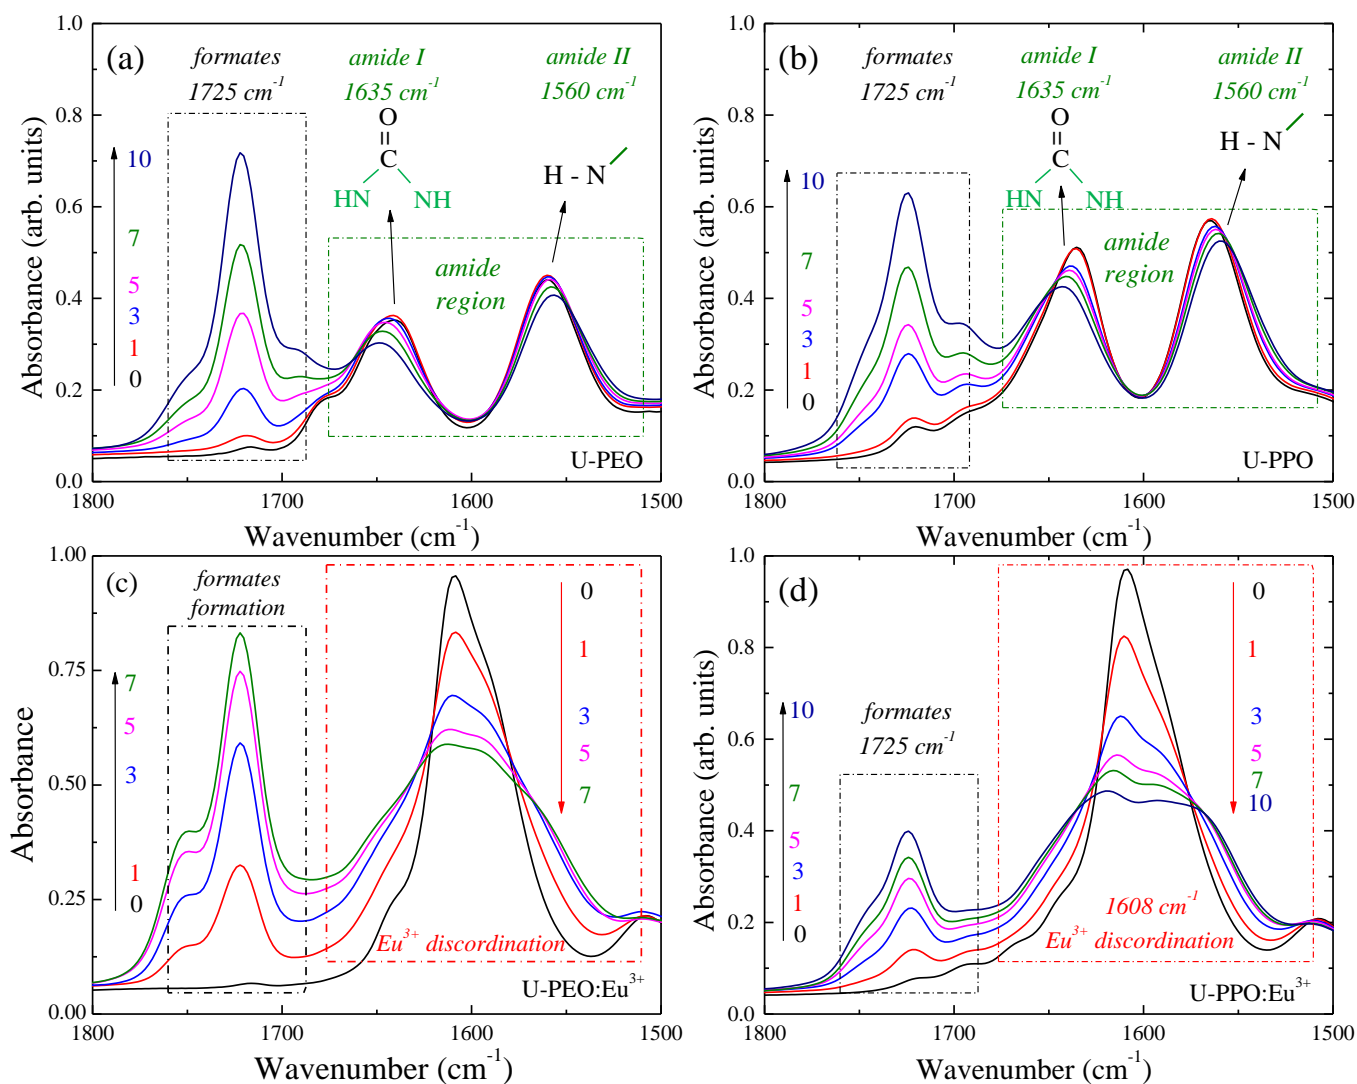 (a)
formates
1725 cm⁻¹
amide I
1635 cm⁻¹
amide II
1560 cm⁻¹
O
C
HN NH
H - N
10
7
5
3
1
0
amide
region
U-PEO
1.0
0.8
0.6
0.4
0.2
0.0
1800 1700 1600 1500
Absorbance (arb. units)
Wavenumber (cm⁻¹)
(b)
formates
1725 cm⁻¹
amide I
1635 cm⁻¹
amide II
1560 cm⁻¹
O
C
HN NH
H - N
10
7
5
3
1
0
amide
region
U-PPO
1.0
0.8
0.6
0.4
0.2
0.0
1800 1700 1600 1500
Absorbance (arb. units)
Wavenumber (cm⁻¹)
(c)
formates
formation
7
5
3
1
0
0
1
3
5
7
Eu³⁺ discordination
U-PEO:Eu³⁺
1.00
0.75
0.50
0.25
0.00
1800 1700 1600 1500
Absorbance
Wavenumber (cm⁻¹)
(d)
formates
1725 cm⁻¹
10
7
5
3
1
0
0
1
3
5
7
10
1608 cm⁻¹
Eu³⁺ discordination
U-PPO:Eu³⁺
1.0
0.8
0.6
0.4
0.2
0.0
1800 1700 1600 1500
Absorbance (arb. units)
Wavenumber (cm⁻¹)